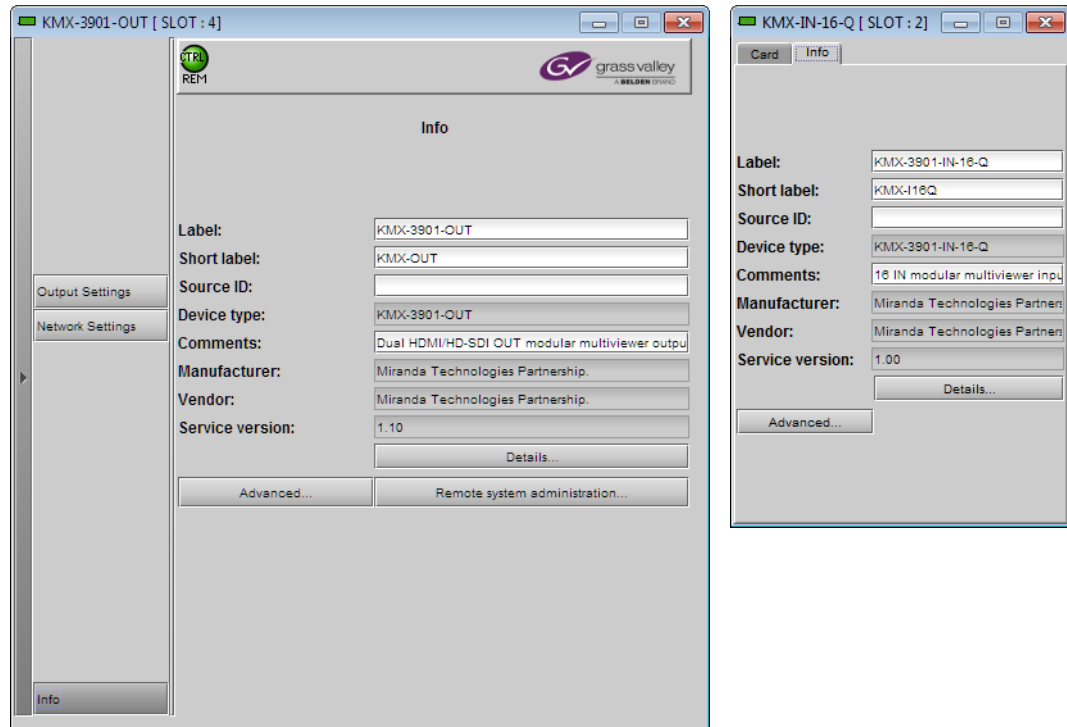 KMX-3901-OUT [ SLOT : 4]
CTRL
REM
GV grass valley
A BELDEN BRAND
Info
Label: KMX-3901-OUT
Short label: KMX-OUT
Source ID:
Device type: KMX-3901-OUT
Comments: Dual HDMI/HD-SDI OUT modular multiviewer outpu
Manufacturer: Miranda Technologies Partnership.
Vendor: Miranda Technologies Partnership.
Service version: 1.10
Details...
Advanced... Remote system administration...
Output Settings
Network Settings
Info
KMX-IN-16-Q [ SLOT : 2]
Card Info
Label: KMX-3901-IN-16-Q
Short label: KMX-I16Q
Source ID:
Device type: KMX-3901-IN-16-Q
Comments: 16 IN modular multiviewer inpu
Manufacturer: Miranda Technologies Partners
Vendor: Miranda Technologies Partners
Service version: 1.00
Details...
Advanced...